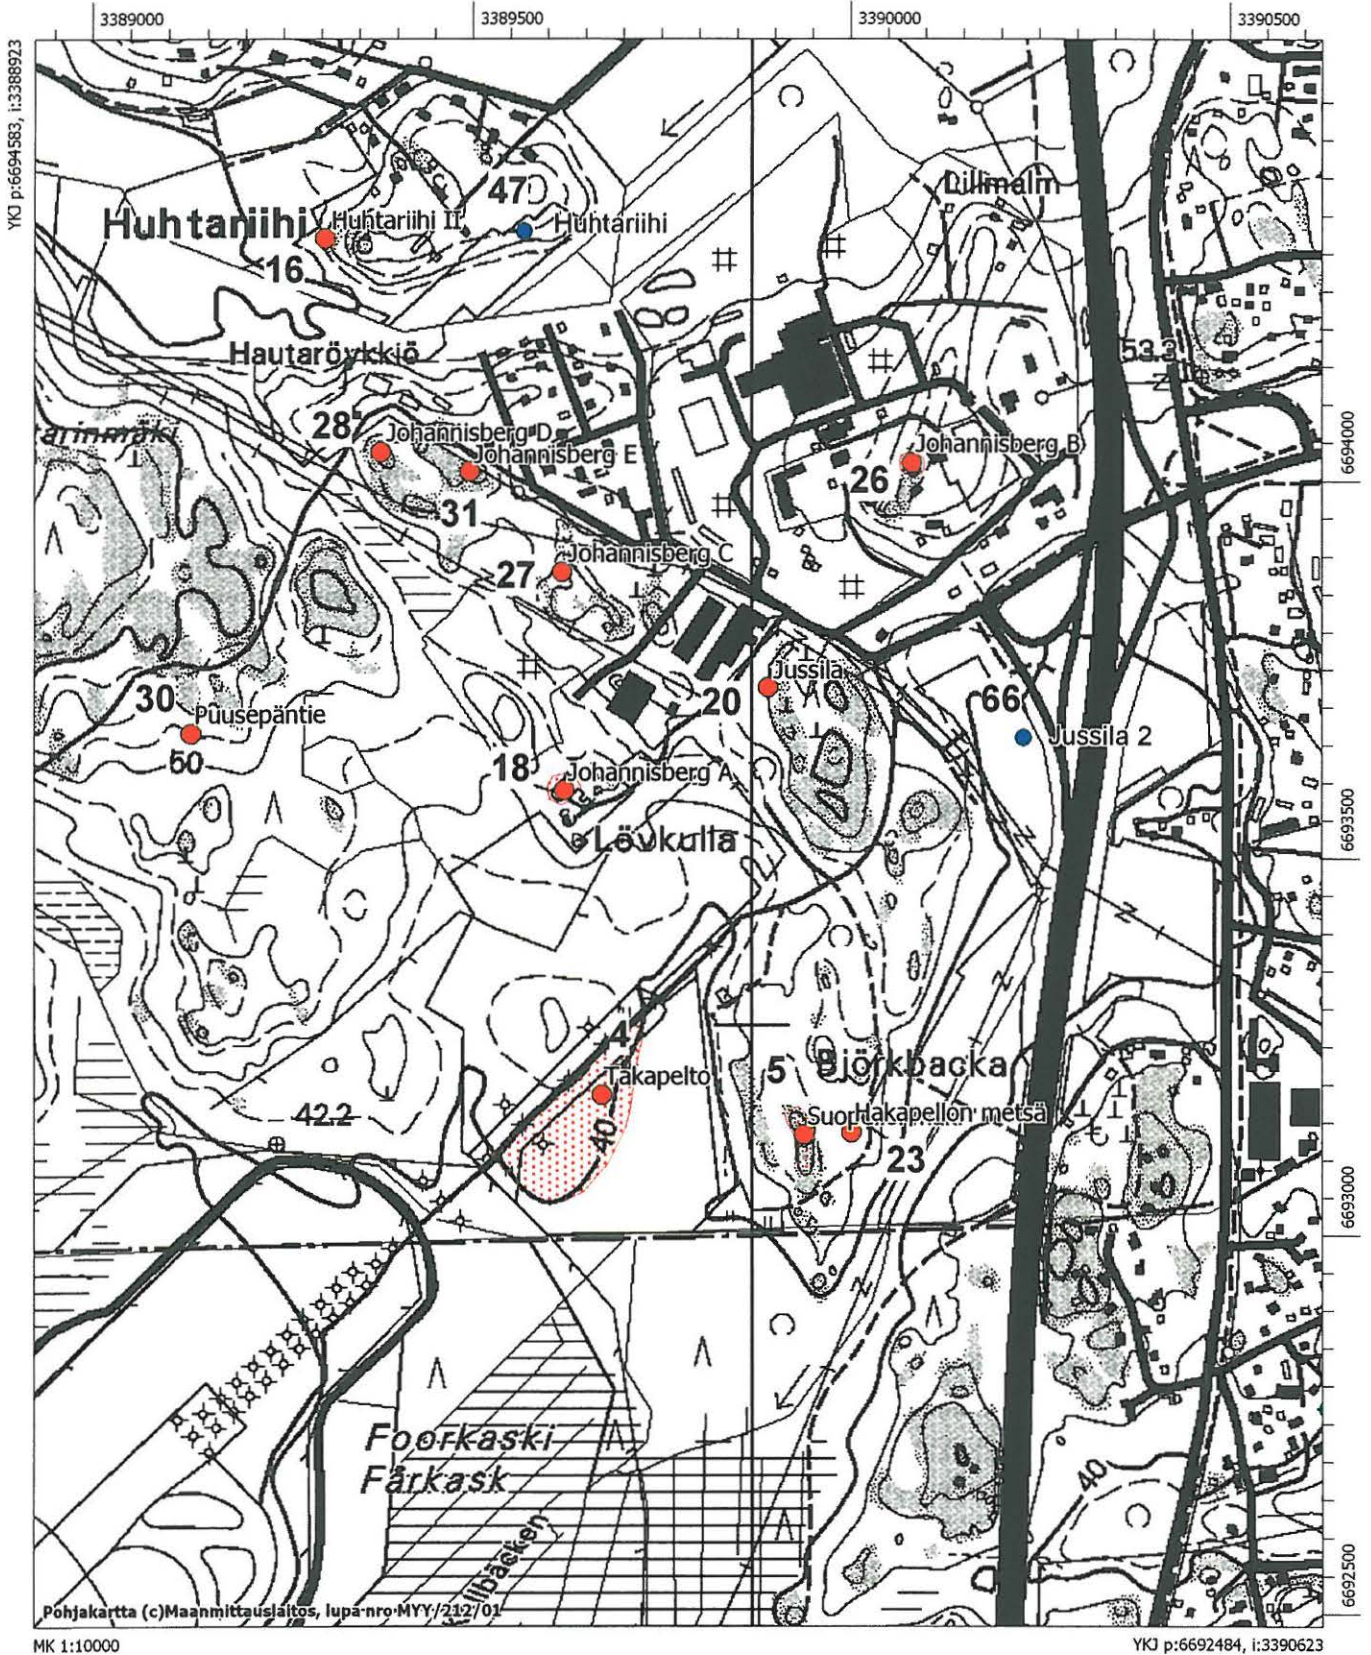 3389000
3389500
3390000
3390500
YKJ p:6694583, i:3388923
Lillmalm
47
Huhtariihi
Huhtariihi II
Huhtariihi
16
Hautaröykkiö
53.3
28
Johannisberg D
Johannisberg E
Johannisberg B
26
6694000
31
Johannisberg C
27
Jussila
30
Puusepäntie
20
66
Jussila 2
50
18
Johannisberg A
Lövkulla
6693500
4
Takapelto
5
Björkbacka
42.2
40
Hakapellon metsä
23
6693000
Foorkaski
Fårkask
40
6692500
Pohjakartta (c)Maanmittauslaitos, lupa-nro MYY/212/01
MK 1:10000
YKJ p:6692484, i:3390623